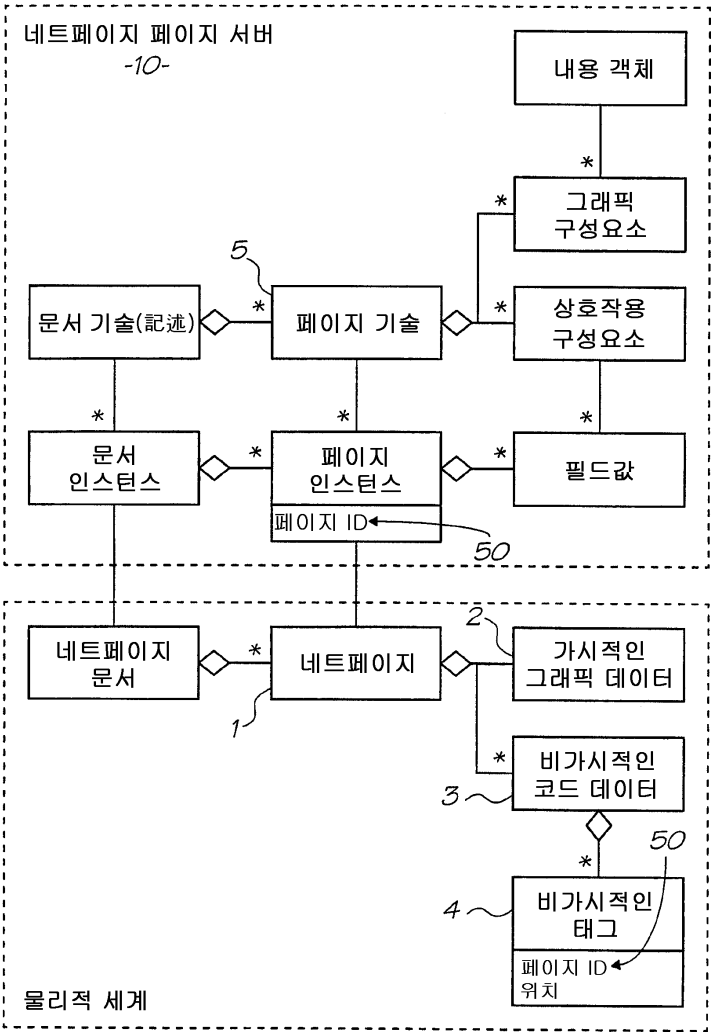 네트페이지 페이지 서버
-10-
내용 객체
*
*
그래픽
구성요소
5
문서 기술(記述)
*
페이지 기술
*
상호작용
구성요소
*
*
*
문서
인스턴스
*
페이지
인스턴스
*
필드값
페이지 ID
50
네트페이지
문서
*
네트페이지
1
2
가시적인
그래픽 데이터
*
비가시적인
코드 데이터
3
*
50
4
비가시적인
태그
페이지 ID
위치
물리적 세계